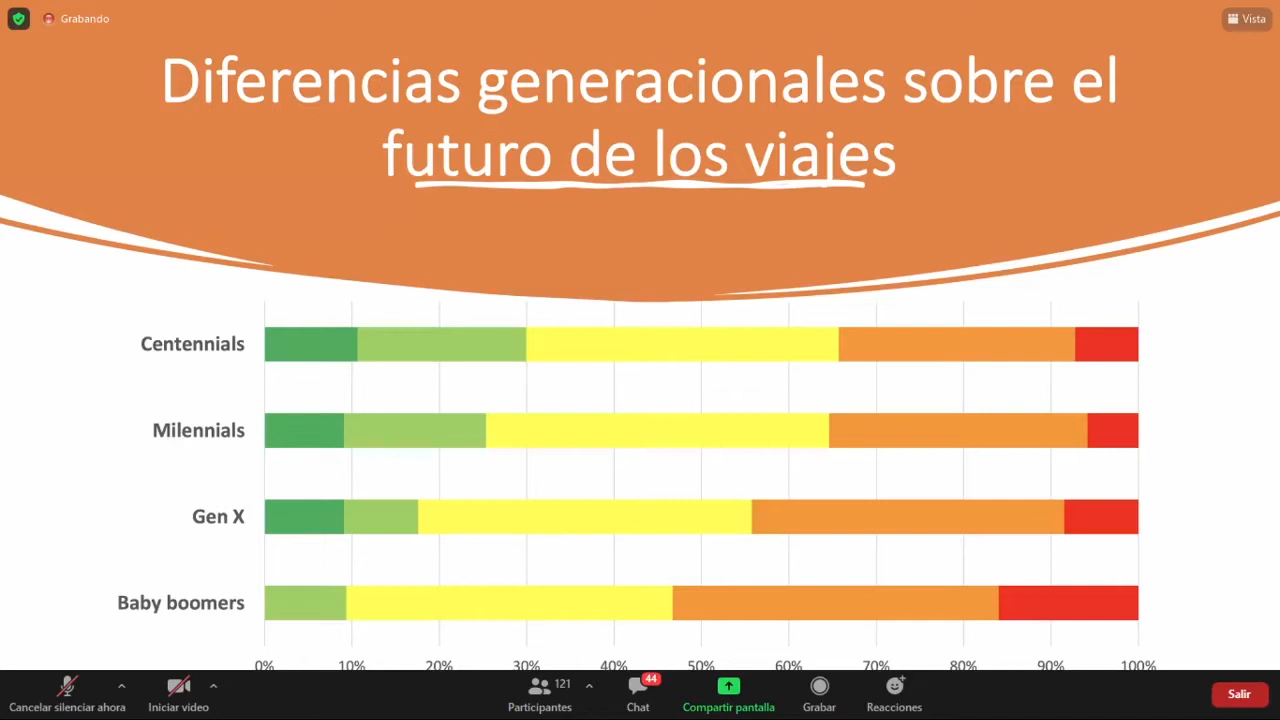 Grabando
Vista
Diferencias generacionales sobre el
futuro de los viajes
Centennials
Milennials
Gen X
Baby boomers
0% 10% 20% 30% 40% 50% 60% 70% 80% 90% 100%
121
44
Cancelar silenciar ahora
Iniciar video
Participantes
Chat
Compartir pantalla
Grabar
Reacciones
Salir